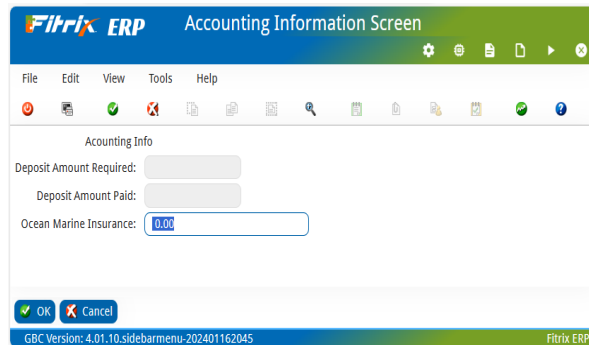 Fitrix ERP Accounting Information Screen
File Edit View Tools Help
Acounting Info
Deposit Amount Required:
Deposit Amount Paid:
Ocean Marine Insurance: 0.00
OK Cancel
GBC Version: 4.01.10.sidebarmenu-202401162045 Fitrix ERP